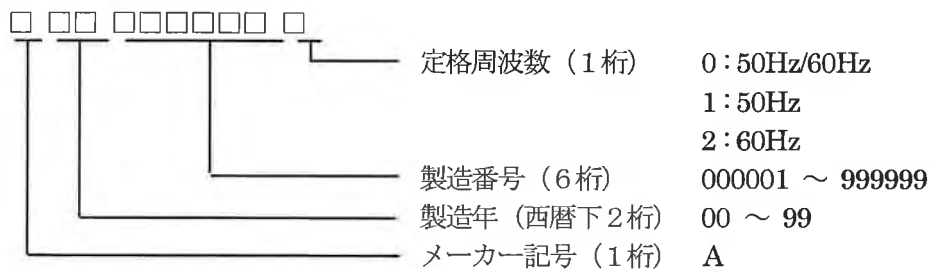 □ □□ □□□□□□ □
定格周波数（1桁） 0：50Hz/60Hz
1：50Hz
2：60Hz
製造番号（6桁） 000001 ～ 999999
製造年（西暦下2桁） 00 ～ 99
メーカー記号（1桁） A